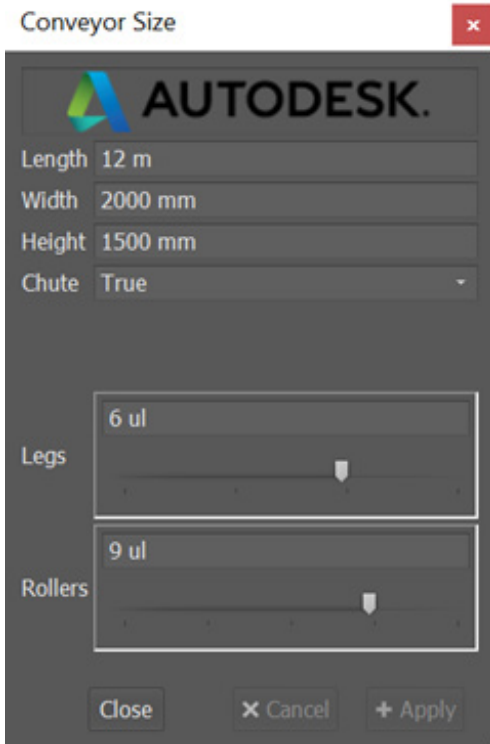 Conveyor Size
AUTODESK.
Length 12 m
Width 2000 mm
Height 1500 mm
Chute True
6 ul
Legs
9 ul
Rollers
Close Cancel Apply